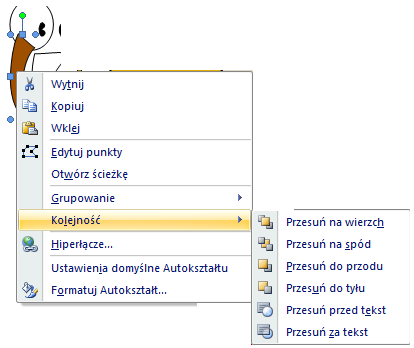 Wytnij
Kopiuj
Wklej
Edytuj punkty
Otwórz ścieżkę
Grupowanie
Kolejność
Hiperłącze...
Ustawienia domyślne Autokształtu
Formatuj Autokształt...
Przesuń na wierzch
Przesuń na spód
Przesuń do przodu
Przesuń do tyłu
Przesuń przed tekst
Przesuń za tekst